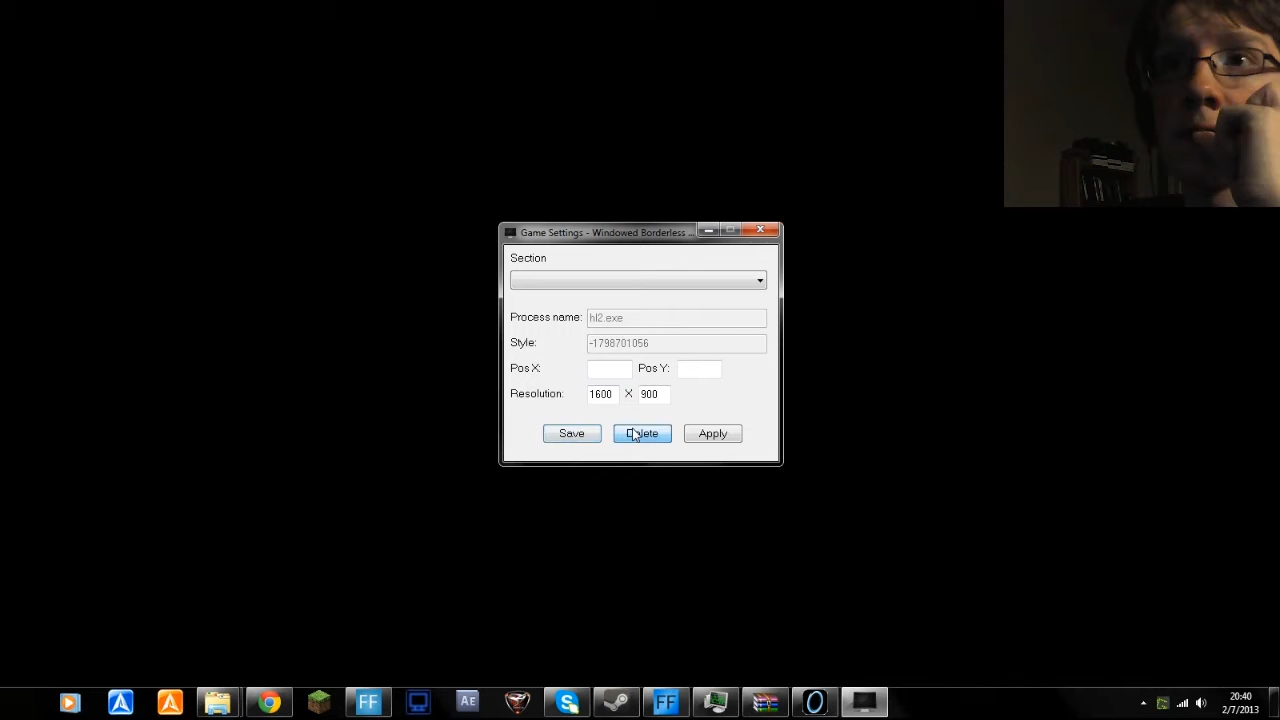 Game Settings - Windowed Borderless ...
Section
Process name: hl2.exe
Style: -1798701056
Pos X: Pos Y:
Resolution: 1600 X 900
Save Delete Apply
FF Ae FF
20:40
2/7/2013